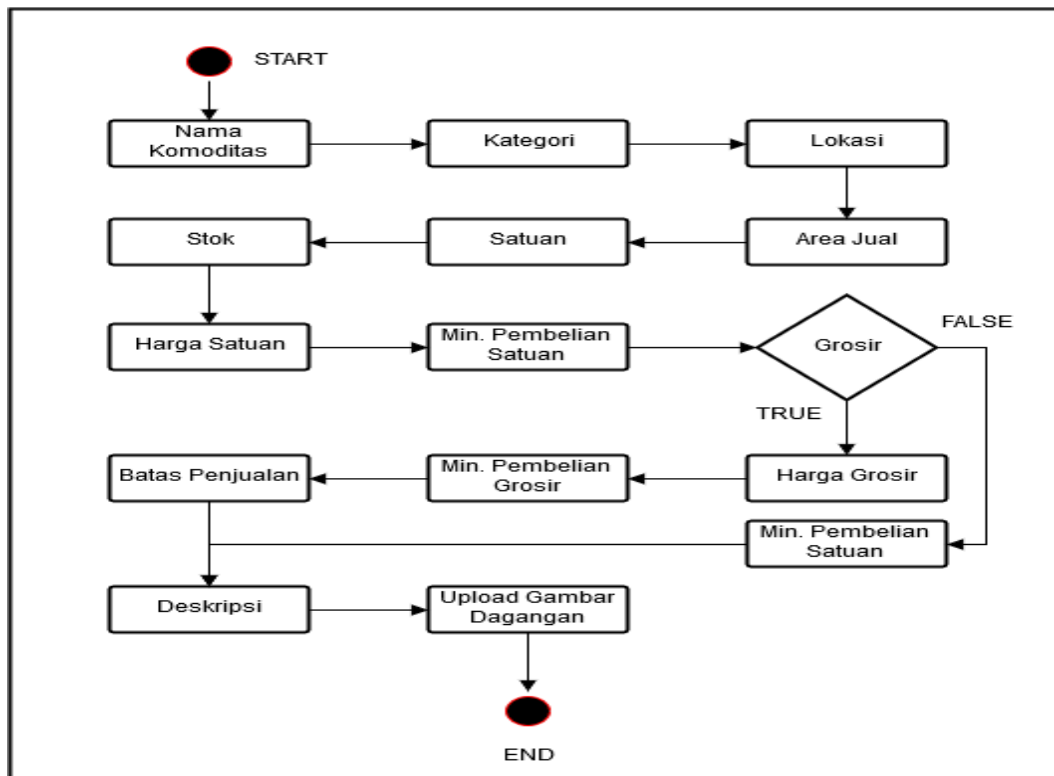 START
Nama
Komoditas
Kategori
Lokasi
Stok
Satuan
Area Jual
Harga Satuan
Min. Pembelian
Satuan
Grosir
FALSE
TRUE
Batas Penjualan
Min. Pembelian
Grosir
Harga Grosir
Min. Pembelian
Satuan
Deskripsi
Upload Gambar
Dagangan
END